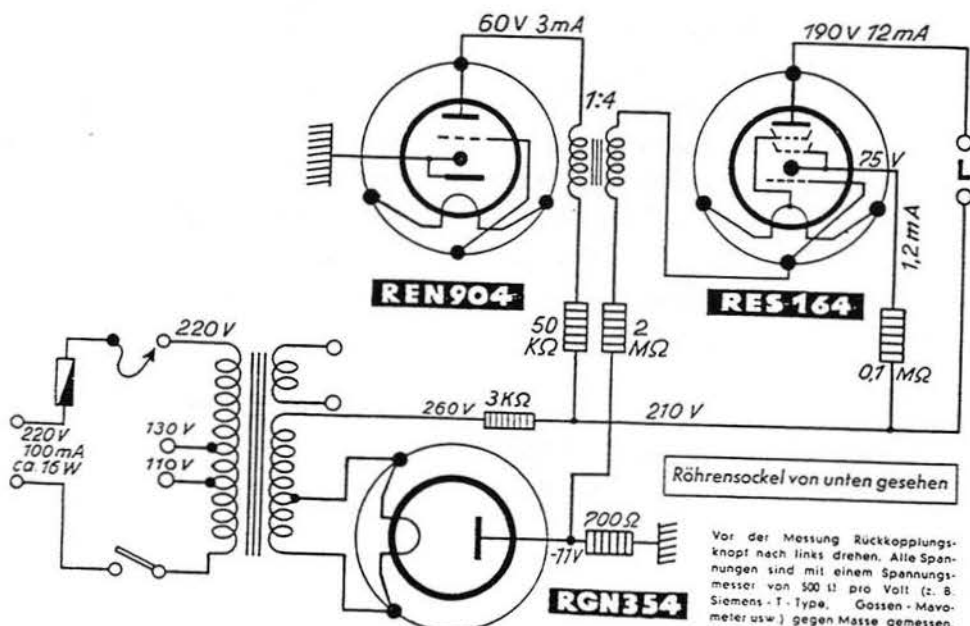 60V 3mA
190V 12mA
1:4
75 V
1,2mA
REN904
RES-164
50
KΩ
2
MΩ
0,1 MΩ
220V
260V
3KΩ
210V
220V
100mA
ca. 16W
130V
110V
Röhrensockel von unten gesehen
700Ω
-11V
RGN354
Vor der Messung Rückkopplungs-
knopf nach links drehen. Alle Span-
nungen sind mit einem Spannungs-
messer von 500 Ω pro Volt (z. B.
Siemens - T - Type, Gossen - Mavo-
meter usw.) gegen Masse gemessen.